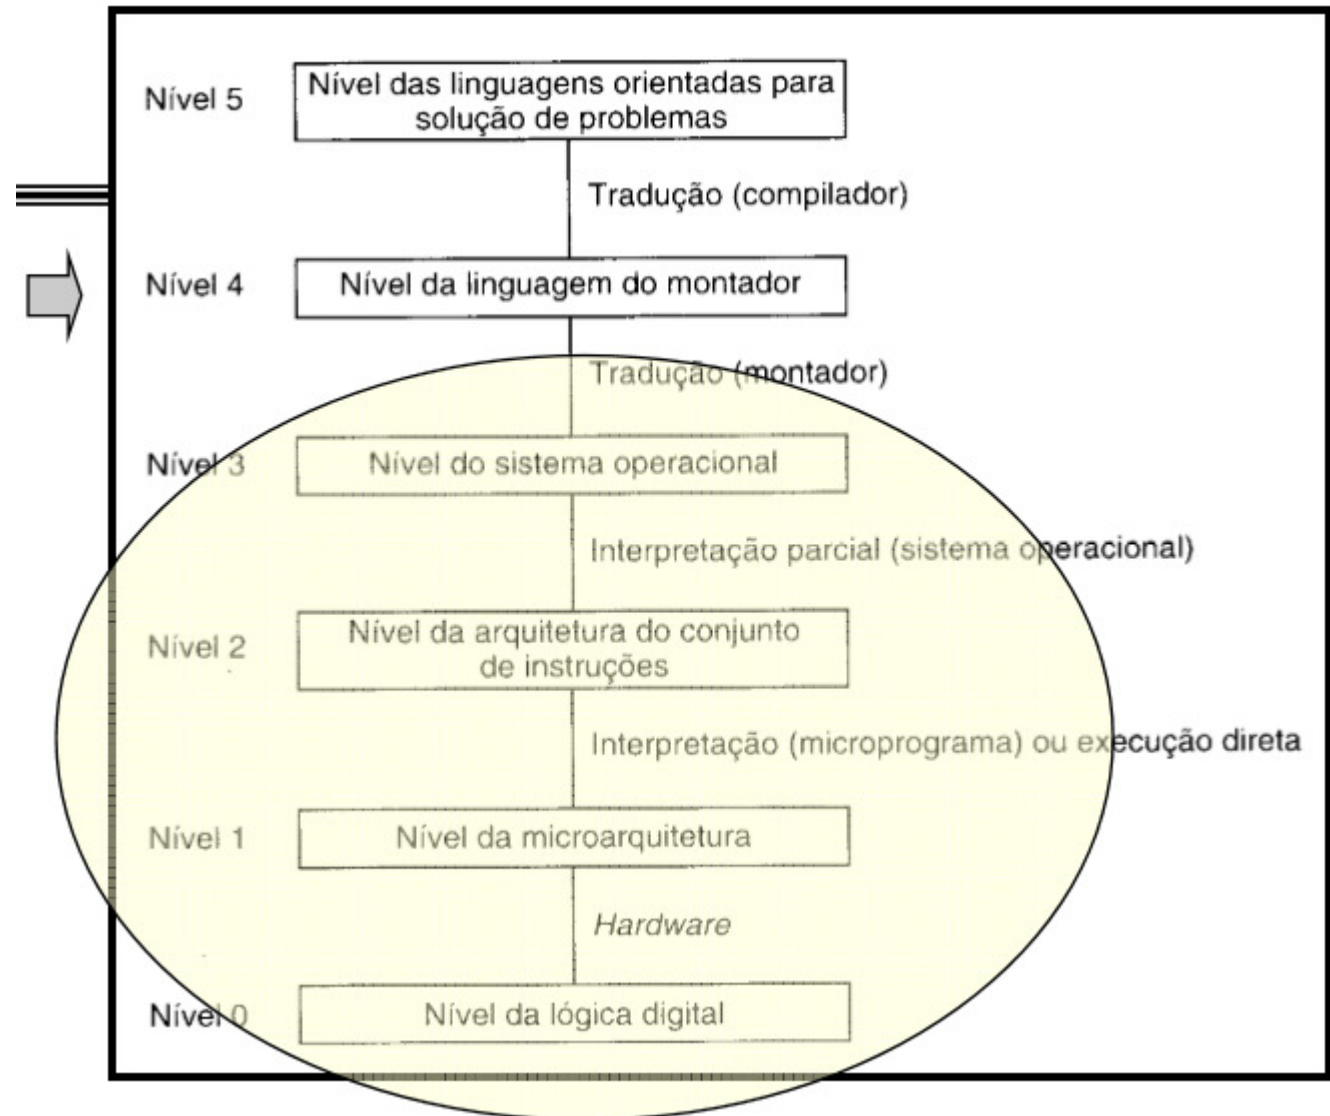 Nível 5
Nível das linguagens orientadas para
solução de problemas
Tradução (compilador)
Nível 4
Nível da linguagem do montador
Tradução (montador)
Nível 3
Nível do sistema operacional
Interpretação parcial (sistema operacional)
Nível 2
Nível da arquitetura do conjunto
de instruções
Interpretação (microprograma) ou execução direta
Nível 1
Nível da microarquitetura
Hardware
Nível 0
Nível da lógica digital